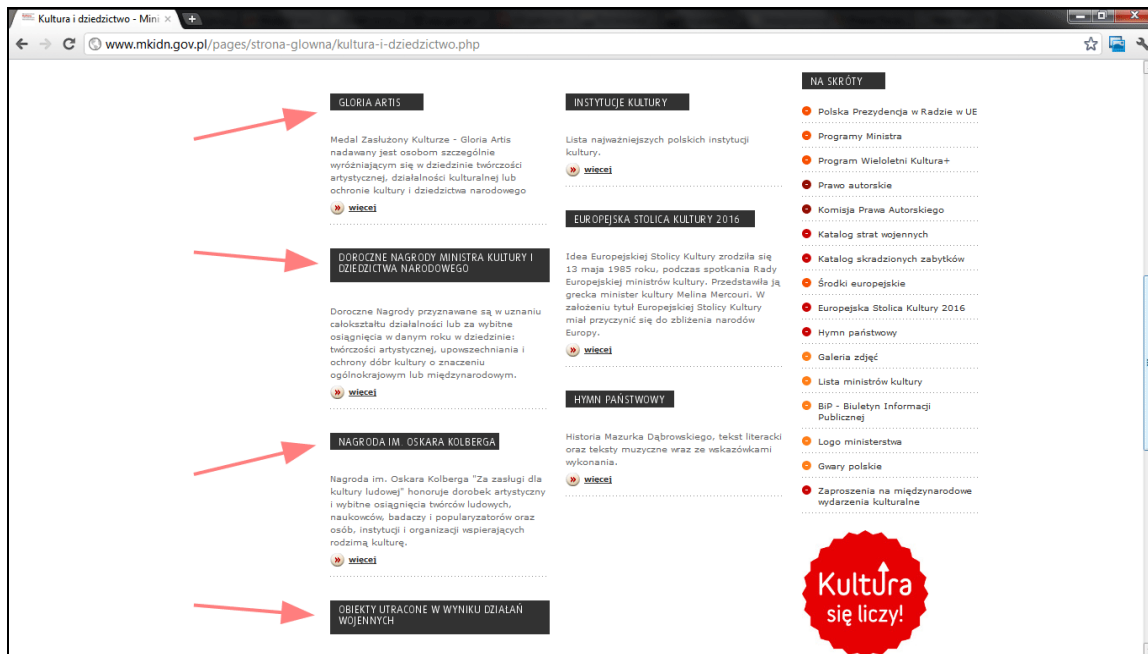 Kultura i dziedzictwo - Mini
www.mkidn.gov.pl/pages/strona-glowna/kultura-i-dziedzictwo.php
GLORIA ARTIS
Medal Zasłużony Kulturze - Gloria Artis
nadawany jest osobom szczególnie
wyróżniającym się w dziedzinie twórczości
artystycznej, działalności kulturalnej lub
ochronie kultury i dziedzictwa narodowego
więcej
DOROCZNE NAGRODY MINISTRA KULTURY I
DZIEDZICTWA NARODOWEGO
Doroczne Nagrody przyznawane są w uznaniu
całokształtu działalności lub za wybitne
osiągnięcia w danym roku w dziedzinie:
twórczości artystycznej, upowszechniania i
ochrony dóbr kultury o znaczeniu
ogólnokrajowym lub międzynarodowym.
więcej
NAGRODA IM. OSKARA KOLBERGA
Nagroda im. Oskara Kolberga "Za zasługi dla
kultury ludowej" honoruje dorobek artystyczny
i wybitne osiągnięcia twórców ludowych,
naukowców, badaczy i popularyzatorów oraz
osób, instytucji i organizacji wspierających
rodzimą kulturę.
więcej
OBIEKTY UTRACONE W WYNIKU DZIAŁAŃ
WOJENNYCH
INSTYTUCJE KULTURY
Lista najważniejszych polskich instytucji
kultury.
więcej
EUROPEJSKA STOLICA KULTURY 2016
Idea Europejskiej Stolicy Kultury zrodziła się
13 maja 1985 roku, podczas spotkania Rady
Europejskiej ministrów kultury. Przedstawiła ją
grecka minister kultury Melina Mercouri. W
założeniu tytuł Europejskiej Stolicy Kultury
miał przyczynić się do zbliżenia narodów
Europy.
więcej
HYMN PAŃSTWOWY
Historia Mazurka Dąbrowskiego, tekst literacki
oraz teksty muzyczne wraz ze wskazówkami
wykonania.
więcej
NA SKRÓTY
Polska Prezydencja w Radzie w UE
Programy Ministra
Program Wieloletni Kultura+
Prawo autorskie
Komisja Prawa Autorskiego
Katalog strat wojennych
Katalog skradzionych zabytków
Środki europejskie
Europejska Stolica Kultury 2016
Hymn państwowy
Galeria zdjęć
Lista ministrów kultury
BiP - Biuletyn Informacji
Publicznej
Logo ministerstwa
Gwary polskie
Zaproszenia na międzynarodowe
wydarzenia kulturalne
Kultura
się liczy!